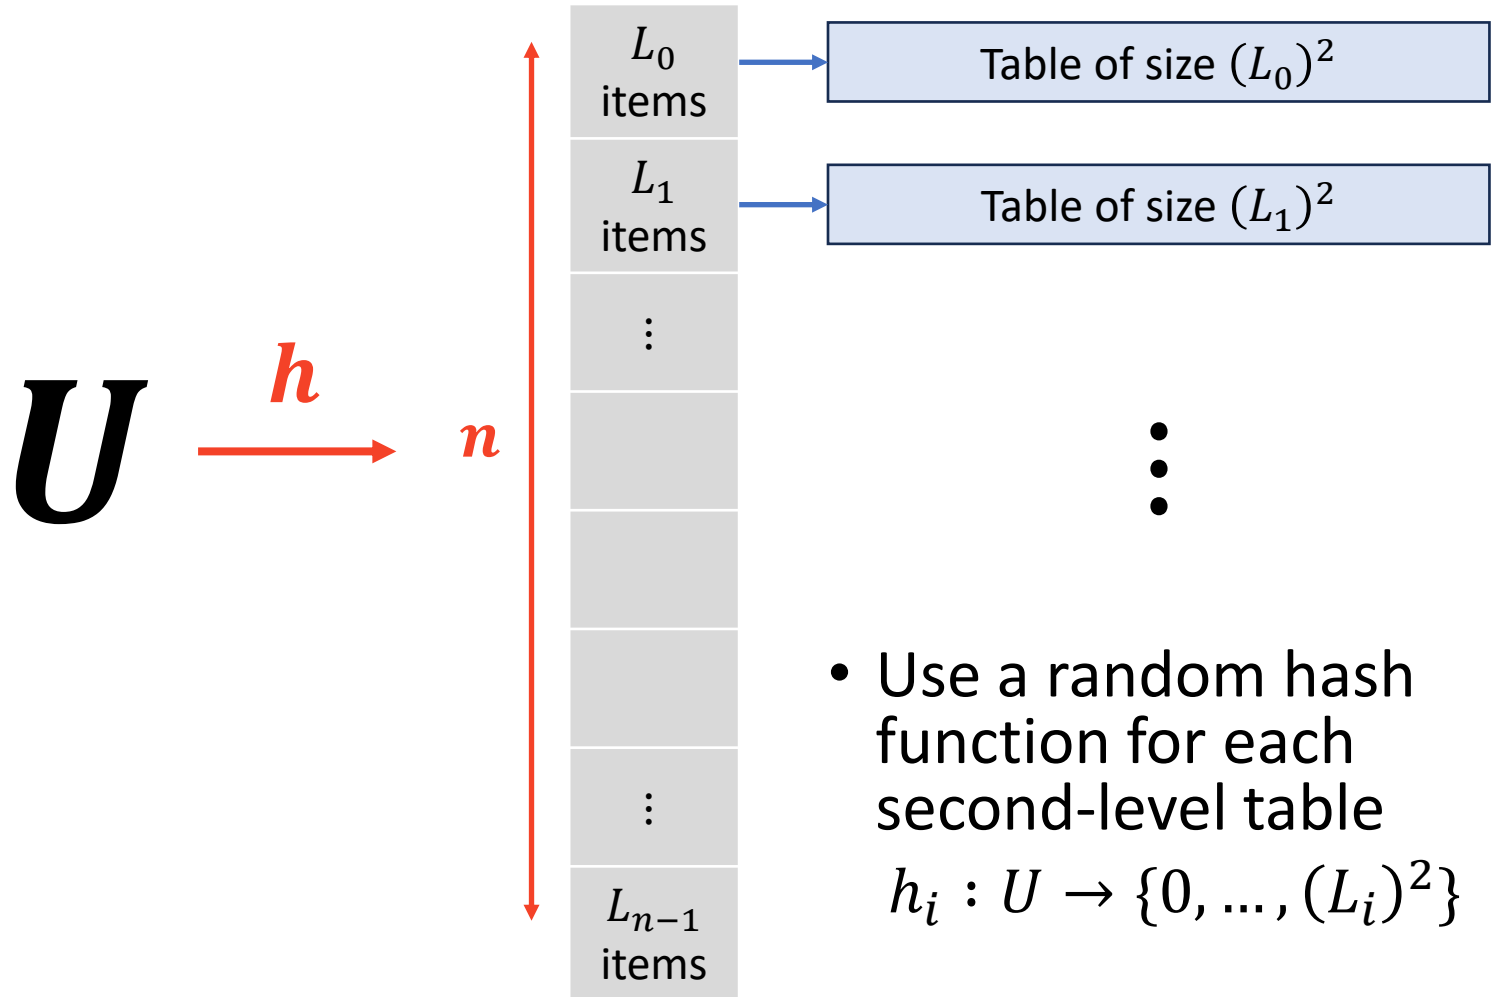 U
h
n
L₀
items
L₁
items
⋮
⋮
Lₙ₋₁
items
Table of size (L₀)²
Table of size (L₁)²
⋮
• Use a random hash
function for each
second-level table
hᵢ : U → {0, … , (Lᵢ)²}